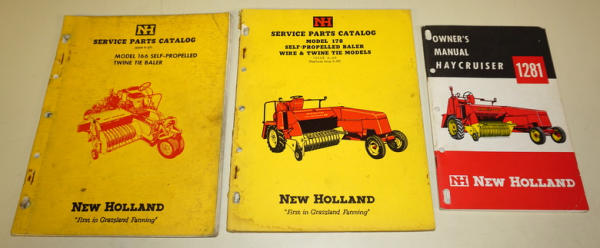 NH
SERVICE PARTS CATALOG
MODEL 166 SELF-PROPELLED
TWINE TIE BALER
NEW HOLLAND
"First in Grassland Farming"
NH
SERVICE PARTS CATALOG
MODEL 178
SELF-PROPELLED BALER
WIRE & TWINE TIE MODELS
NEW HOLLAND
"First in Grassland Farming"
OWNER'S
MANUAL
HAYCRUISER 1281
NH NEW HOLLAND